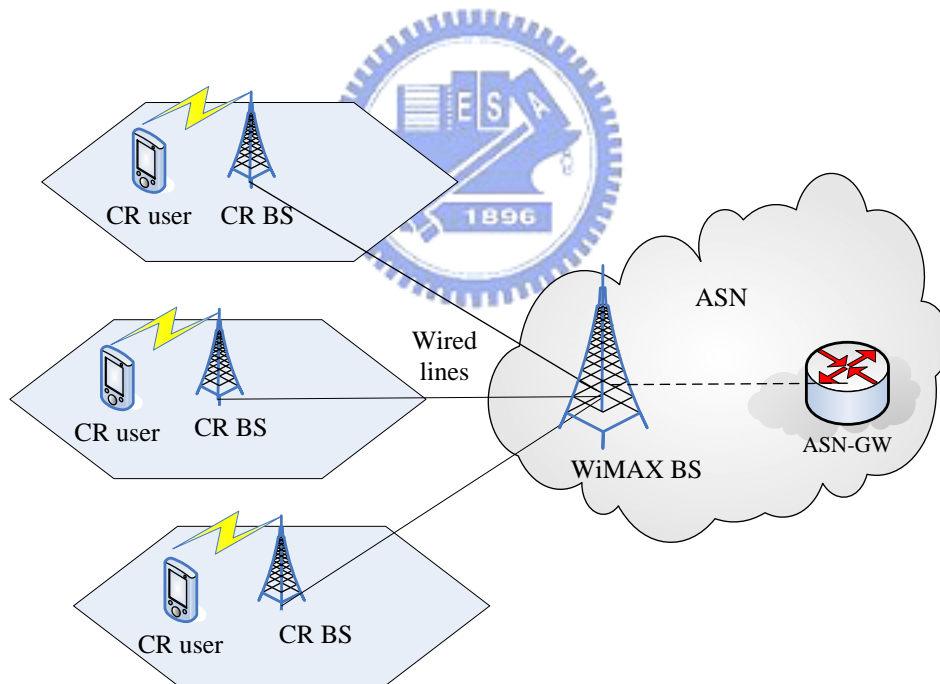 E S A
1896
CR user
CR BS
ASN
Wired
lines
CR user
CR BS
ASN-GW
WiMAX BS
CR user
CR BS